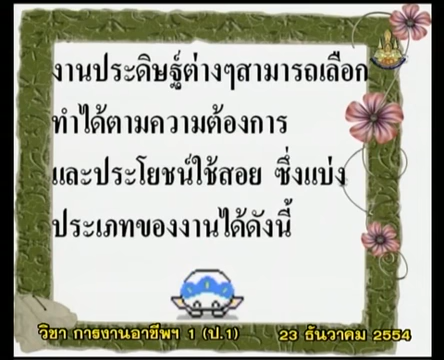 งานประดิษฐ์ต่างๆสามารถเลือก
ทำได้ตามความต้องการ
และประโยชน์ใช้สอย ซึ่งแบ่ง
ประเภทของงานได้ดังนี้
วิชา การงานอาชีพฯ 1 (ป.1) 23 ธันวาคม 2554